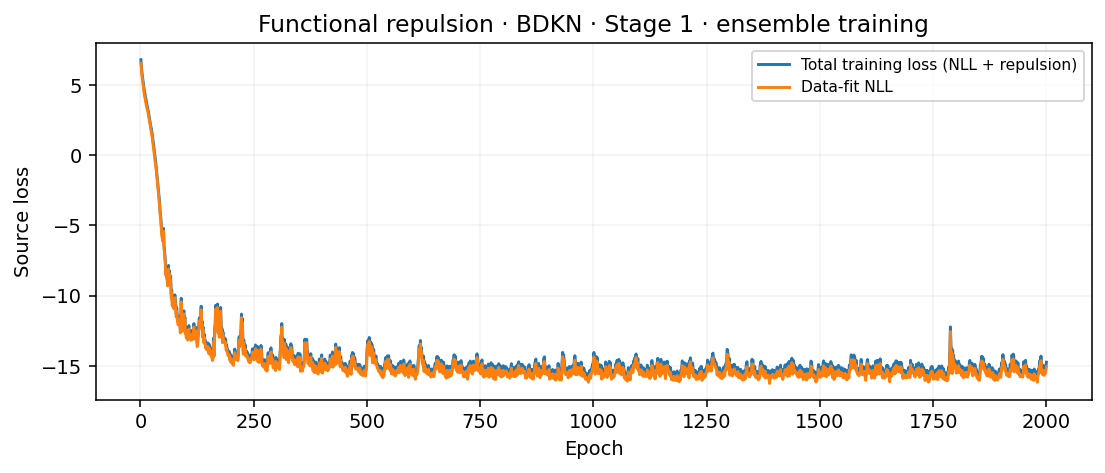 Functional repulsion · BDKN · Stage 1 · ensemble training
Total training loss (NLL + repulsion)
Data-fit NLL
Source loss
5
0
−5
−10
−15
0 250 500 750 1000 1250 1500 1750 2000
Epoch